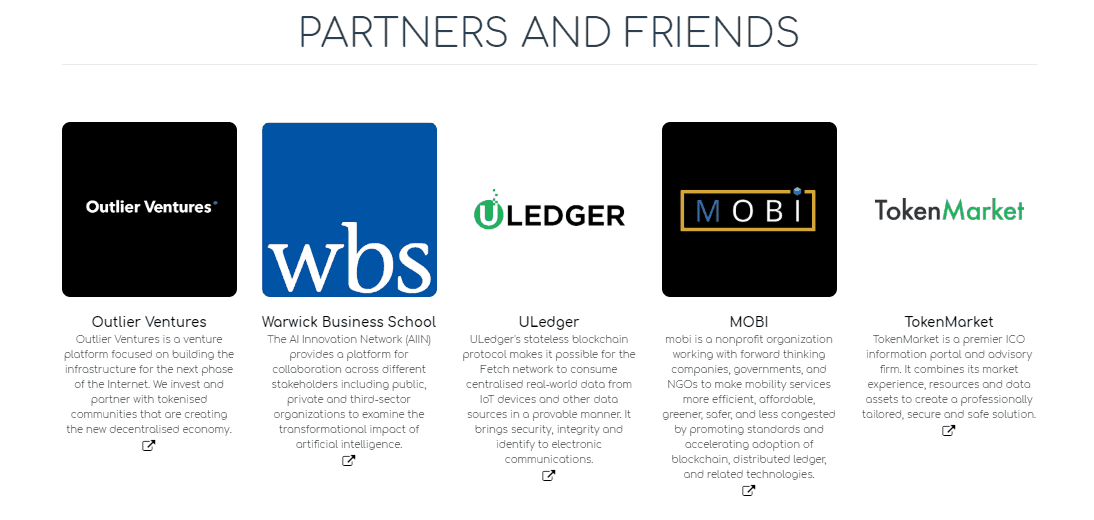 PARTNERS AND FRIENDS
Outlier Ventures
wbs
ULEDGER
MOBI
TokenMarket
Outlier Ventures
Outlier Ventures is a venture
platform focused on building the
infrastructure for the next phase
of the Internet. We invest and
partner with tokenised
communities that are creating
the new decentralised economy.
Warwick Business School
The AI Innovation Network (AIIN)
provides a platform for
collaboration across different
stakeholders including public,
private and third-sector
organizations to examine the
transformational impact of
artificial intelligence.
ULedger
ULedger's stateless blockchain
protocol makes it possible for the
Fetch network to consume
centralised real-world data from
IoT devices and other data
sources in a provable manner. It
brings security, integrity and
identify to electronic
communications.
MOBI
mobi is a nonprofit organization
working with forward thinking
companies, governments, and
NGOs to make mobility services
more efficient, affordable,
greener, safer, and less congested
by promoting standards and
accelerating adoption of
blockchain, distributed ledger,
and related technologies.
TokenMarket
TokenMarket is a premier ICO
information portal and advisory
firm. It combines its market
experience, resources and data
assets to create a professionally
tailored, secure and safe solution.